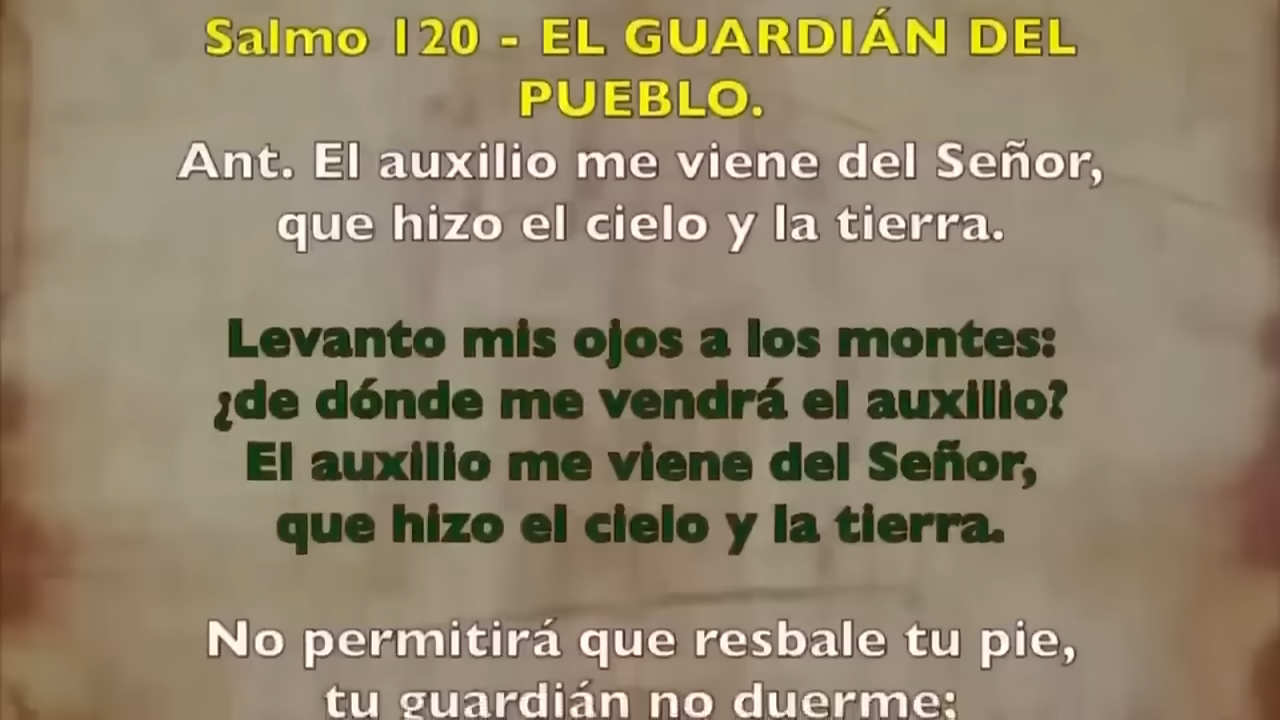 Salmo 120 - EL GUARDIÁN DEL
PUEBLO.
Ant. El auxilio me viene del Señor,
que hizo el cielo y la tierra.
Levanto mis ojos a los montes:
¿de dónde me vendrá el auxilio?
El auxilio me viene del Señor,
que hizo el cielo y la tierra.
No permitirá que resbale tu pie,
tu guardián no duerme;